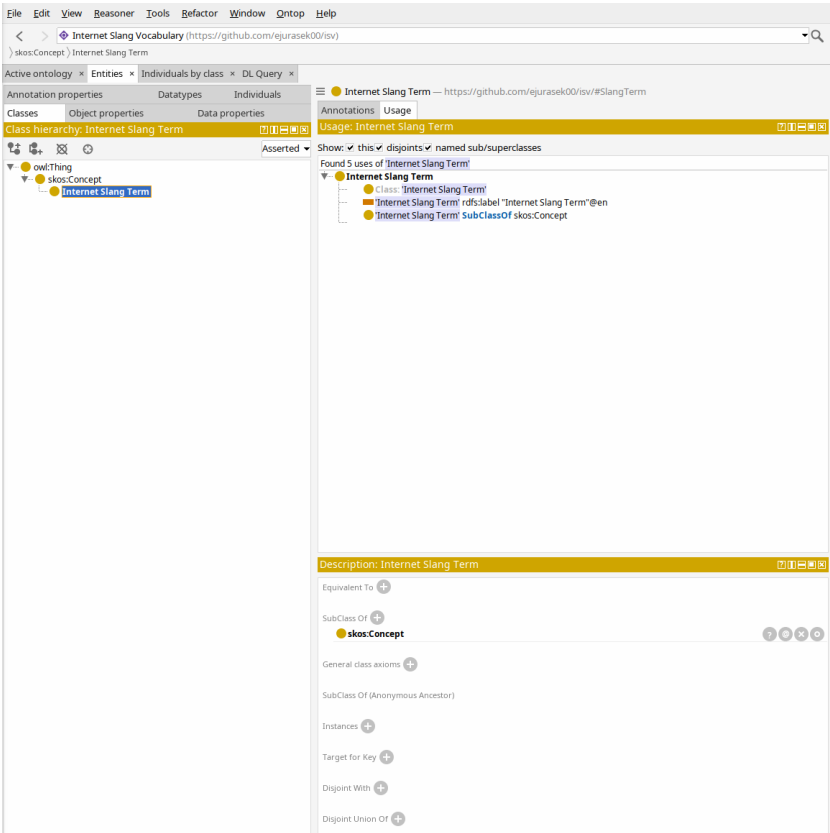 File Edit View Reasoner Tools Refactor Window Ontop Help
Internet Slang Vocabulary (https://github.com/ejurasek00/isv)
skos:Concept Internet Slang Term
Active ontology × Entities × Individuals by class × DL Query ×
Annotation properties Datatypes Individuals
Classes Object properties Data properties
Class hierarchy: Internet Slang Term
Asserted
owl:Thing
skos:Concept
Internet Slang Term
Internet Slang Term — https://github.com/ejurasek00/isv/#SlangTerm
Annotations Usage
Usage: Internet Slang Term
Show: this disjoints named sub/superclasses
Found 5 uses of 'Internet Slang Term'
Internet Slang Term
Class: 'Internet Slang Term'
'Internet Slang Term' rdfs:label "Internet Slang Term"@en
'Internet Slang Term' SubClassOf skos:Concept
Description: Internet Slang Term
Equivalent To
SubClass Of
skos:Concept
General class axioms
SubClass Of (Anonymous Ancestor)
Instances
Target for Key
Disjoint With
Disjoint Union Of